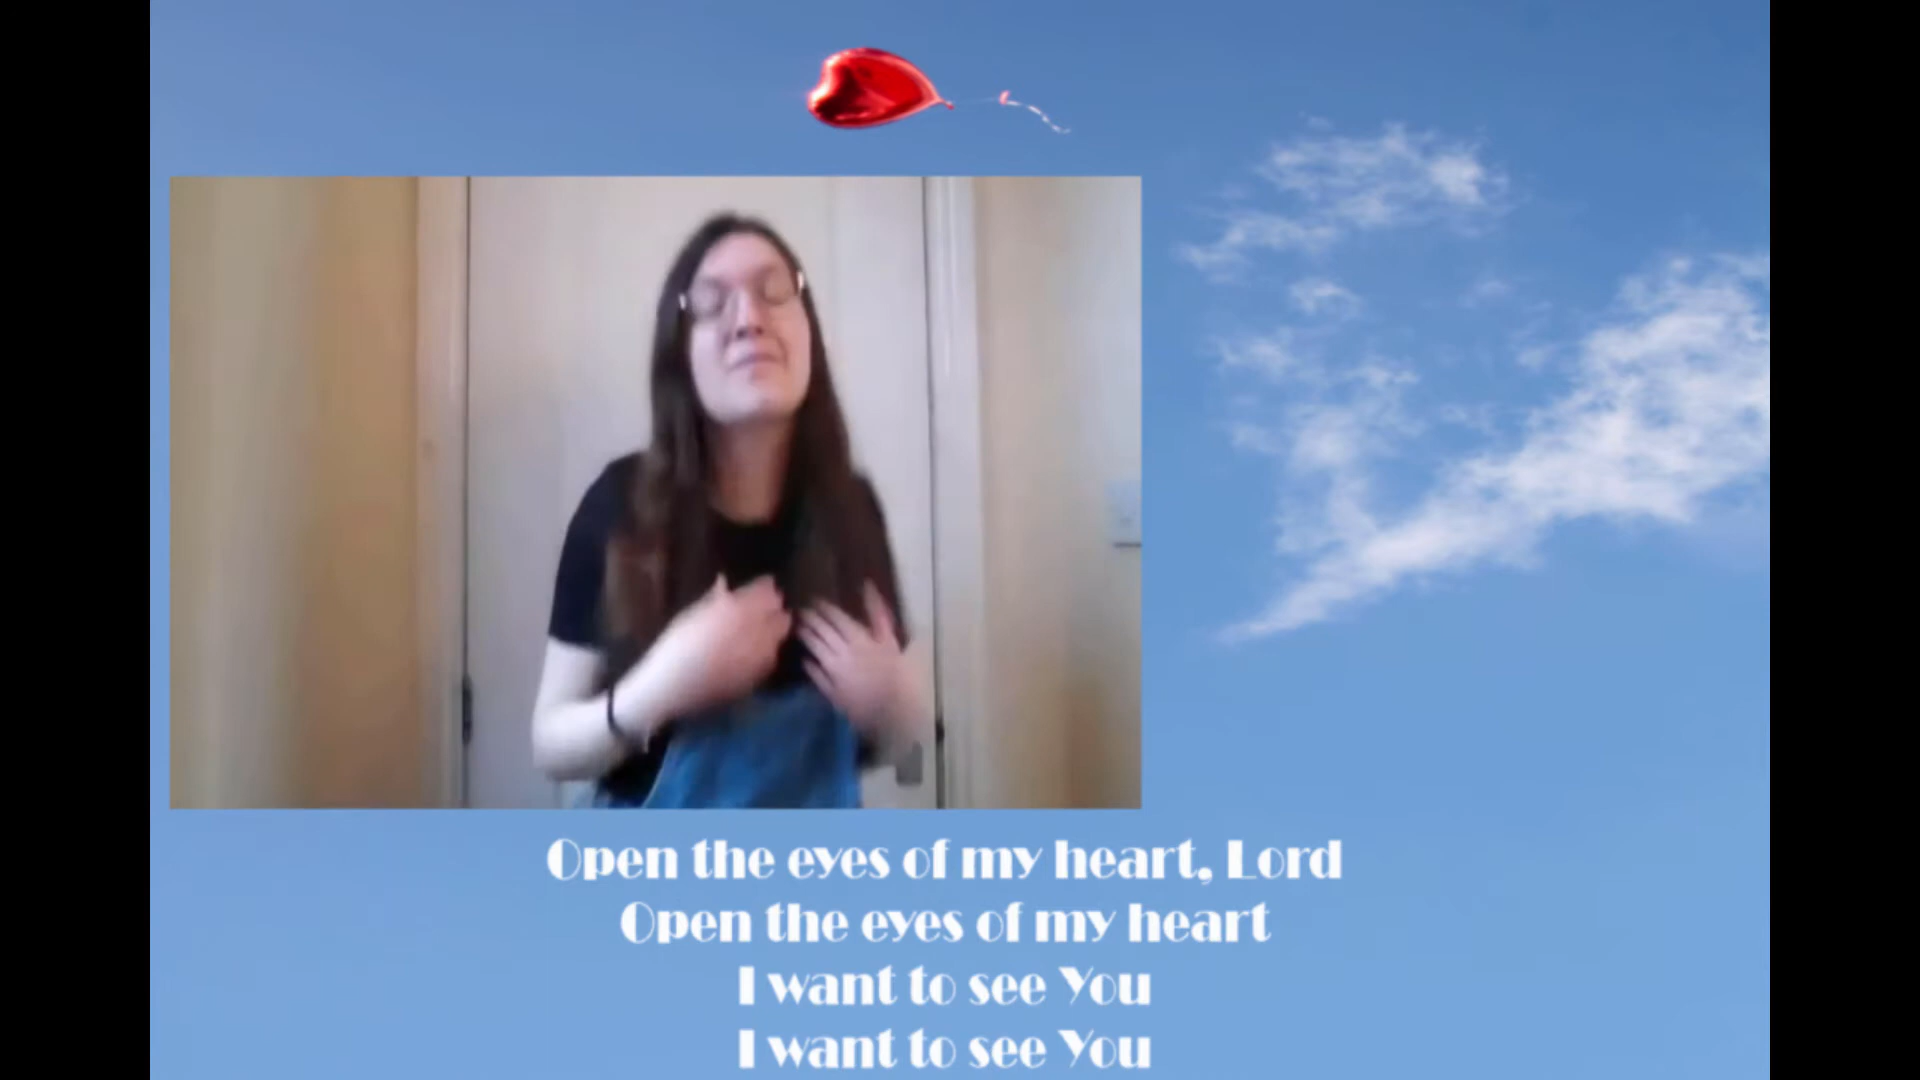 Open the eyes of my heart, Lord
Open the eyes of my heart
I want to see You
I want to see You